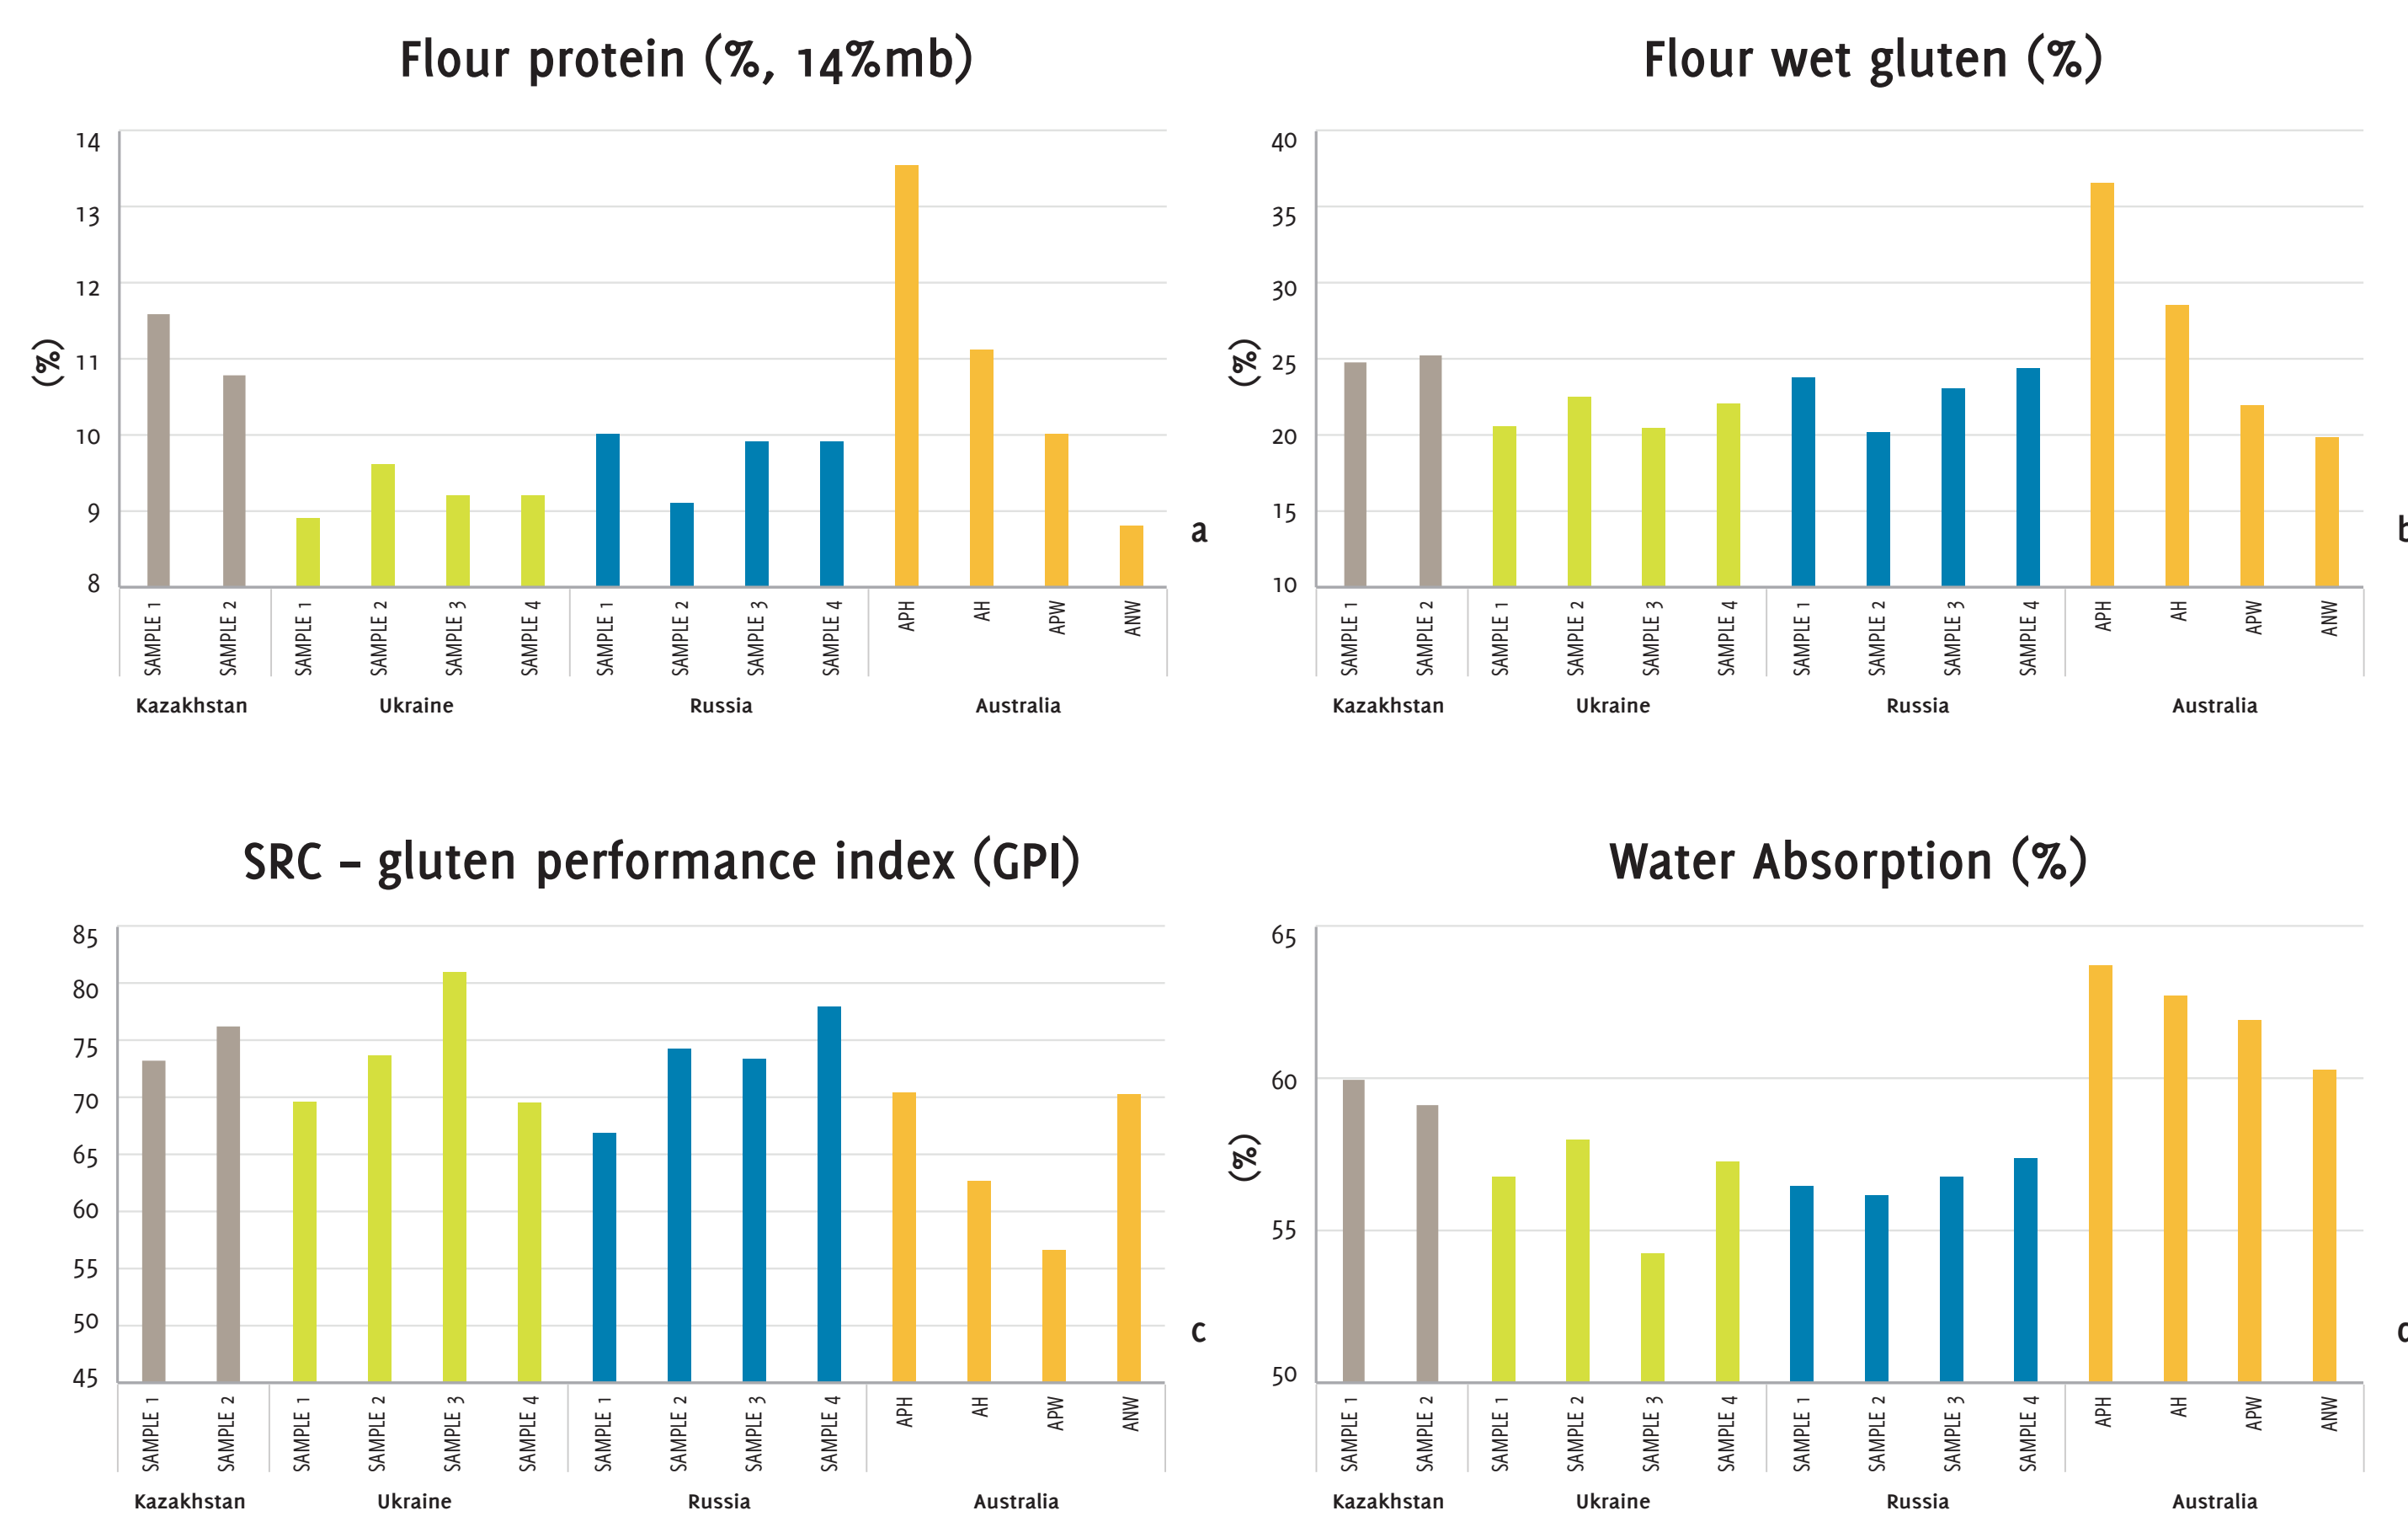 Flour protein (%, 14%mb)
14
13
12
11
10
9
8
(%)
SAMPLE 1
SAMPLE 2
SAMPLE 1
SAMPLE 2
SAMPLE 3
SAMPLE 4
SAMPLE 1
SAMPLE 2
SAMPLE 3
SAMPLE 4
APH
AH
APW
ANW
Kazakhstan
Ukraine
Russia
Australia
a
Flour wet gluten (%)
40
35
30
25
20
15
10
(%)
SAMPLE 1
SAMPLE 2
SAMPLE 1
SAMPLE 2
SAMPLE 3
SAMPLE 4
SAMPLE 1
SAMPLE 2
SAMPLE 3
SAMPLE 4
APH
AH
APW
ANW
Kazakhstan
Ukraine
Russia
Australia
SRC – gluten performance index (GPI)
85
80
75
70
65
60
55
50
45
SAMPLE 1
SAMPLE 2
SAMPLE 1
SAMPLE 2
SAMPLE 3
SAMPLE 4
SAMPLE 1
SAMPLE 2
SAMPLE 3
SAMPLE 4
APH
AH
APW
ANW
Kazakhstan
Ukraine
Russia
Australia
c
Water Absorption (%)
65
60
55
50
(%)
SAMPLE 1
SAMPLE 2
SAMPLE 1
SAMPLE 2
SAMPLE 3
SAMPLE 4
SAMPLE 1
SAMPLE 2
SAMPLE 3
SAMPLE 4
APH
AH
APW
ANW
Kazakhstan
Ukraine
Russia
Australia